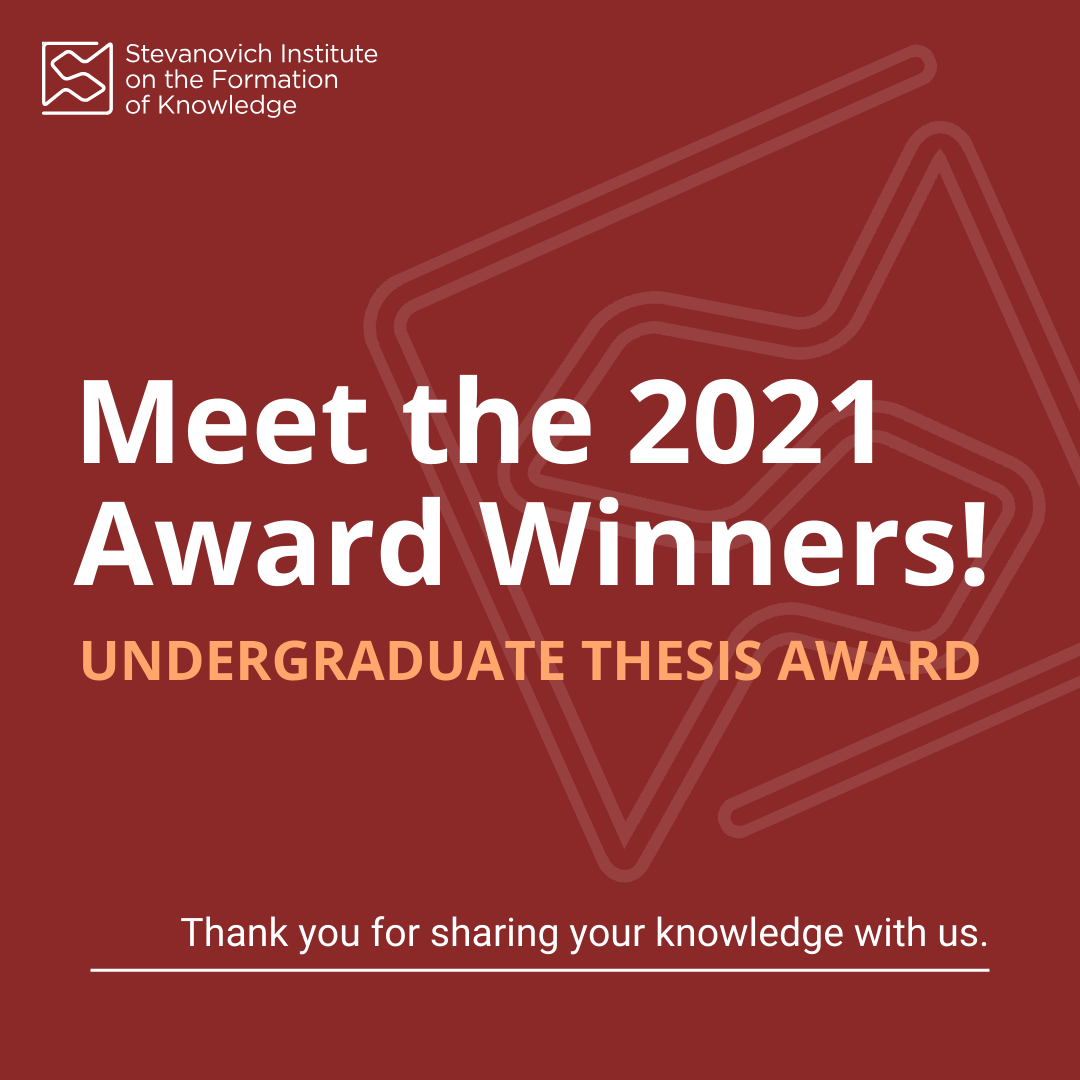 Stevanovich Institute
on the Formation
of Knowledge
Meet the 2021
Award Winners!
UNDERGRADUATE THESIS AWARD
Thank you for sharing your knowledge with us.